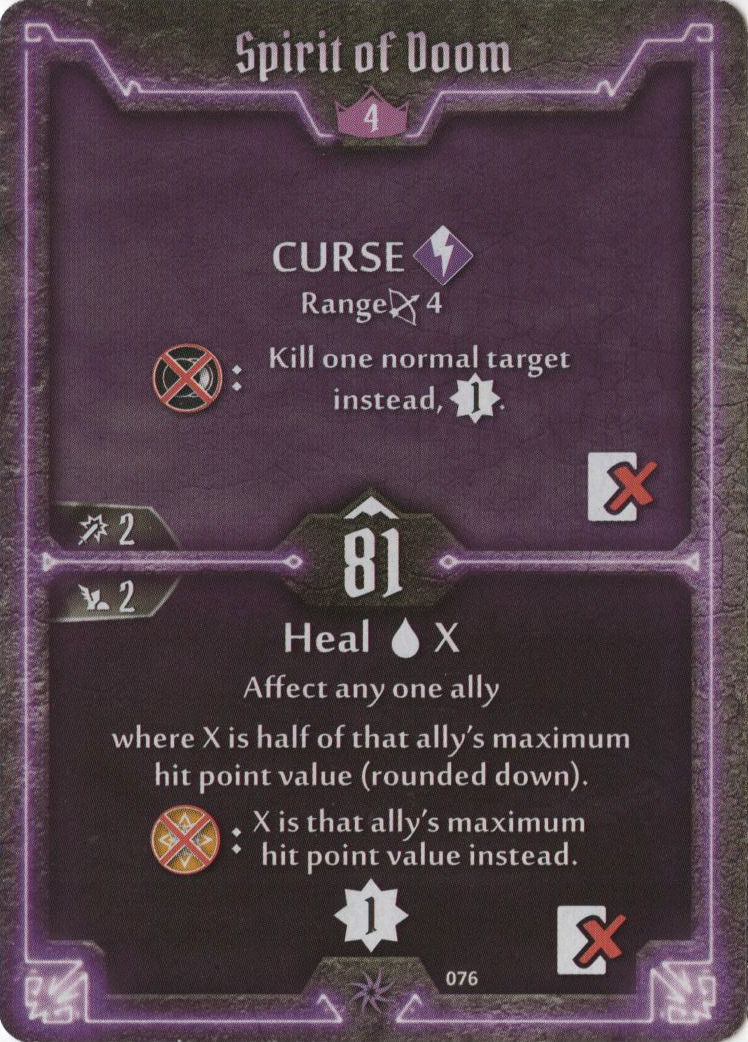 Spirit of Doom
4
CURSE
Range 4
: Kill one normal target
instead, 1.
2
81
2
Heal X
Affect any one ally
where X is half of that ally's maximum
hit point value (rounded down).
: X is that ally's maximum
hit point value instead.
1
076